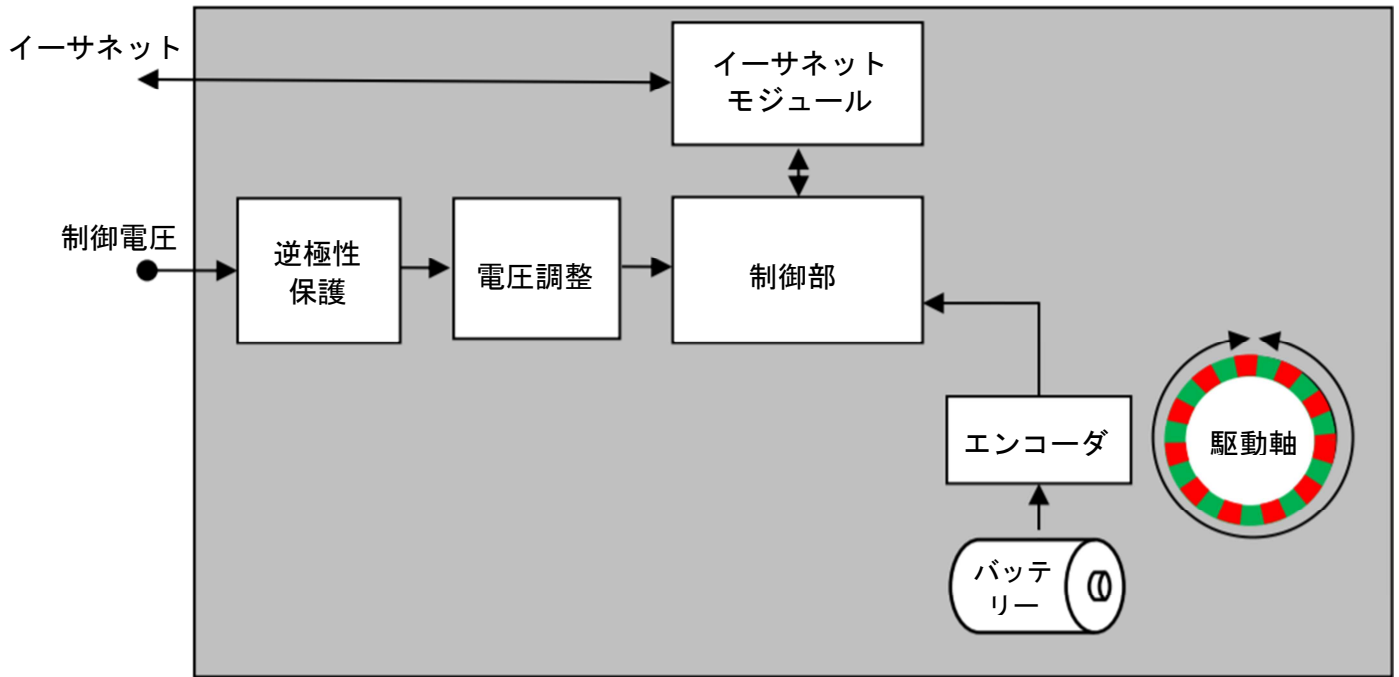 イーサネット
イーサネット
モジュール
制御電圧
逆極性
保護
電圧調整
制御部
エンコーダ
駆動軸
バッテ
リー